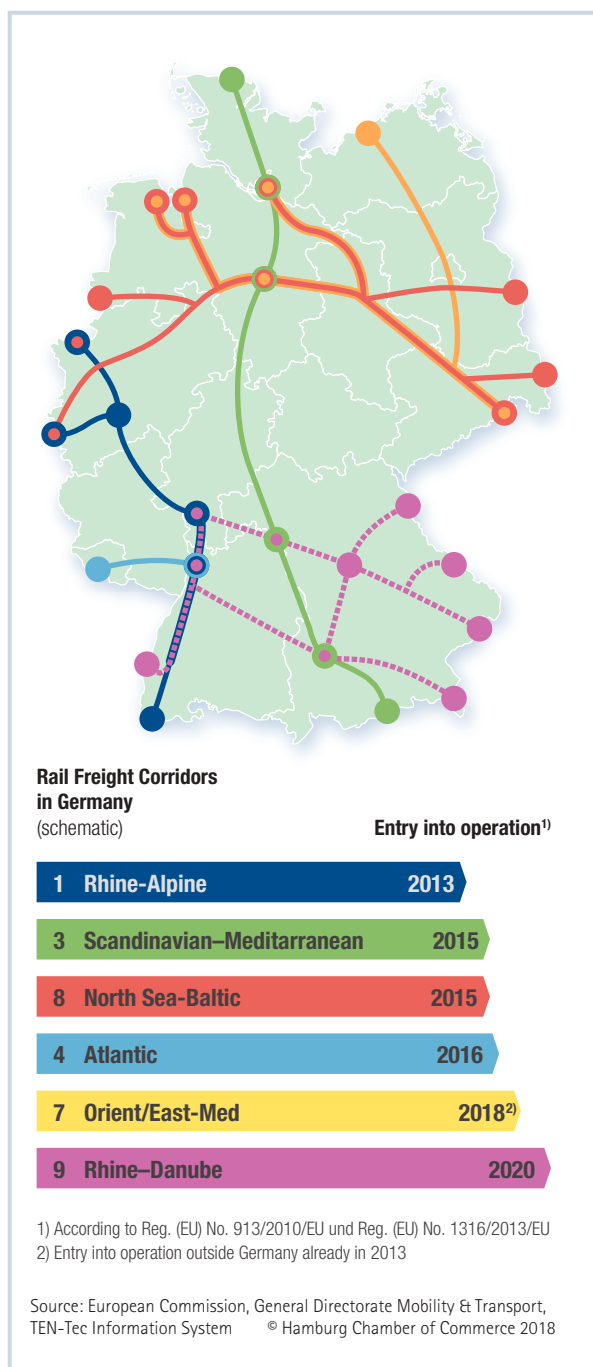 Rail Freight Corridors
in Germany
(schematic) Entry into operation1)
1 Rhine-Alpine 2013
3 Scandinavian–Meditarranean 2015
8 North Sea-Baltic 2015
4 Atlantic 2016
7 Orient/East-Med 20182)
9 Rhine–Danube 2020
1) According to Reg. (EU) No. 913/2010/EU und Reg. (EU) No. 1316/2013/EU
2) Entry into operation outside Germany already in 2013
Source: European Commission, General Directorate Mobility & Transport,
TEN-Tec Information System © Hamburg Chamber of Commerce 2018